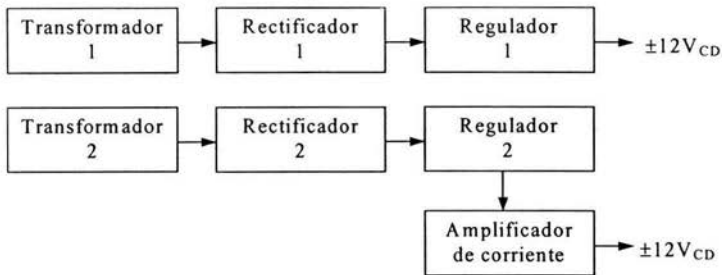 Transformador
1
Rectificador
1
Regulador
1
±12V_CD
Transformador
2
Rectificador
2
Regulador
2
Amplificador
de corriente
±12V_CD